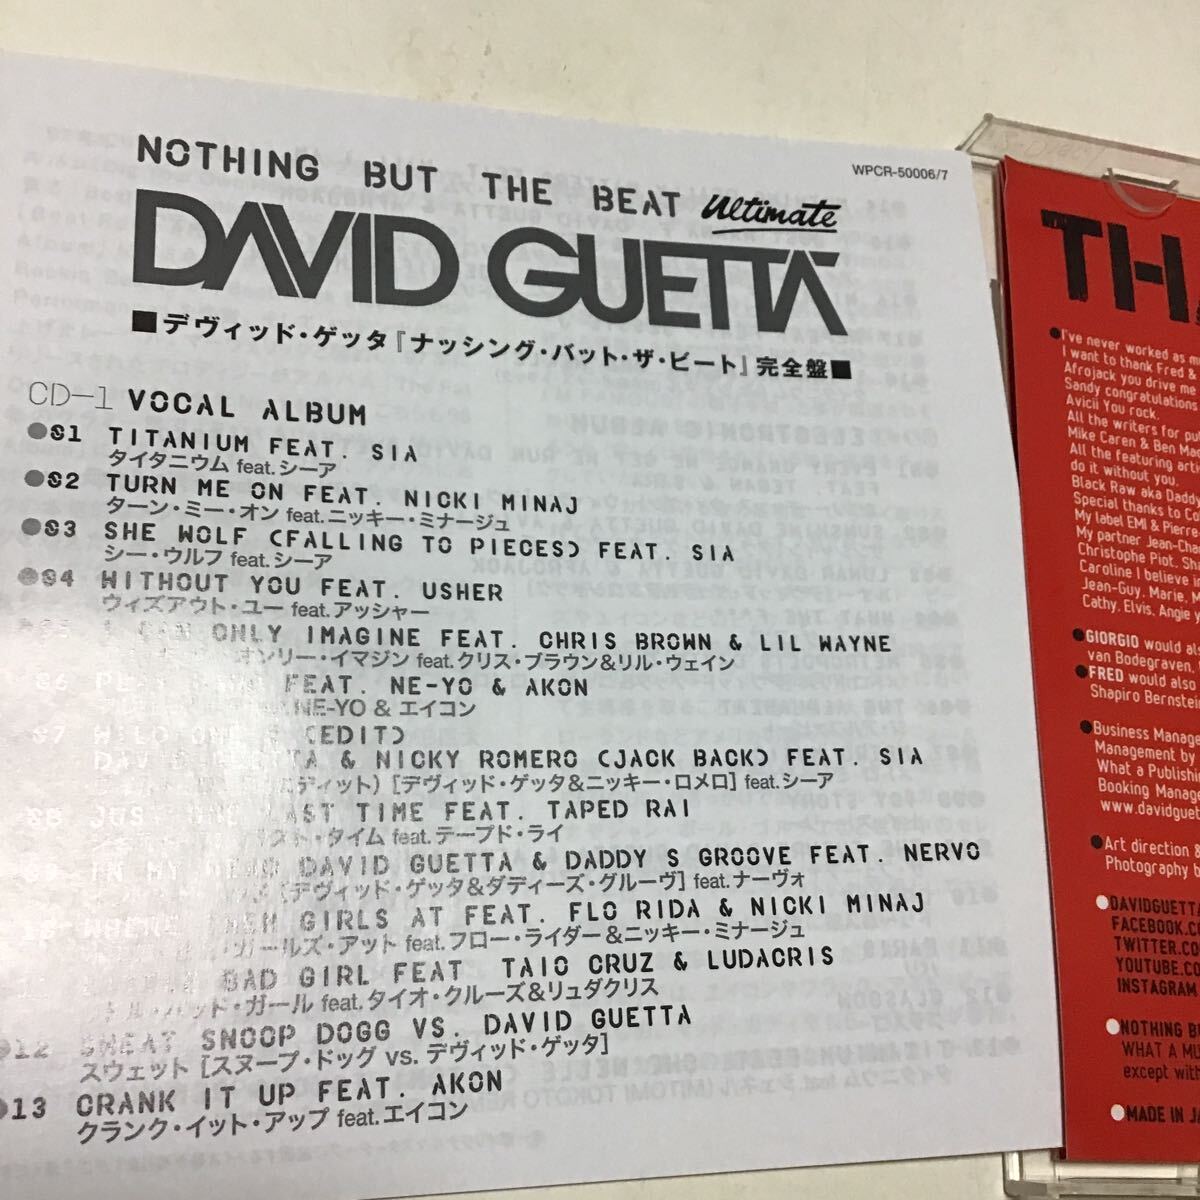 NOTHING BUT THE BEAT Ultimate
WPCR-50006/7
DAVID GUETTA
■デヴィッド・ゲッタ『ナッシング・バット・ザ・ビート』完全盤■
CD-1 VOCAL ALBUM
●01 TITANIUM FEAT. SIA
タイタニウム feat.シーア
●02 TURN ME ON FEAT. NICKI MINAJ
ターン・ミー・オン feat.ニッキー・ミナージュ
●03 SHE WOLF (FALLING TO PIECES) FEAT. SIA
シー・ウルフ feat.シーア
●04 WITHOUT YOU FEAT. USHER
ウィズアウト・ユー feat.アッシャー
I CAN ONLY IMAGINE FEAT. CHRIS BROWN & LIL WAYNE
オンリー・イマジン feat.クリス・ブラウン&リル・ウェイン
06 FEAT. NE-YO & AKON
NE-YO & エイコン
07 (EDIT)
DAVID GUETTA & NICKY ROMERO (JACK BACK) FEAT. SIA
ディット) [デヴィッド・ゲッタ&ニッキー・ロメロ] feat.シーア
08 JUST ONE LAST TIME FEAT. TAPED RAI
スト・タイム feat.テープド・ライ
IN MY HEAD DAVID GUETTA & DADDY S GROOVE FEAT. NERVO
[デヴィッド・ゲッタ&ダディーズ・グルーヴ] feat.ナーヴォ
THEM GIRLS AT FEAT. FLO RIDA & NICKI MINAJ
・ガールズ・アット feat.フロー・ライダー&ニッキー・ミナージュ
BAD GIRL FEAT TAIO CRUZ & LUDACRIS
トル・バッド・ガール feat.タイオ・クルーズ&リュダクリス
●12 SWEAT SNOOP DOGG VS. DAVID GUETTA
スウェット [スヌープ・ドッグ vs. デヴィッド・ゲッタ]
●13 CRANK IT UP FEAT. AKON
クランク・イット・アップ feat.エイコン
TH
●I've never worked as m
I want to thank Fred &
Afrojack you drive me
Sandy congratulations
Avicii You rock.
All the writers for pu
Mike Caren & Ben Mad
All the featuring arti
do it without you.
Black Raw aka Daddy
Special thanks to Co
My label EMI & Pierre-
My partner Jean-Cha
Christophe Piot, Sha
Caroline I believe
Jean-Guy, Marie, M
Cathy, Elvis, Angie y
●GIORGIO would als
van Bodegraven
●FRED would also
Shapiro Bernstein
●Business Manage
Management by
What a Publishi
Booking Manage
www.davidguet
●Art direction &
Photography b
●DAVIDGUETTA
FACEBOOK.C
TWITTER.CO
YOUTUBE.CO
INSTAGRAM
●NOTHING B
WHAT A MU
except with
●MADE IN JA